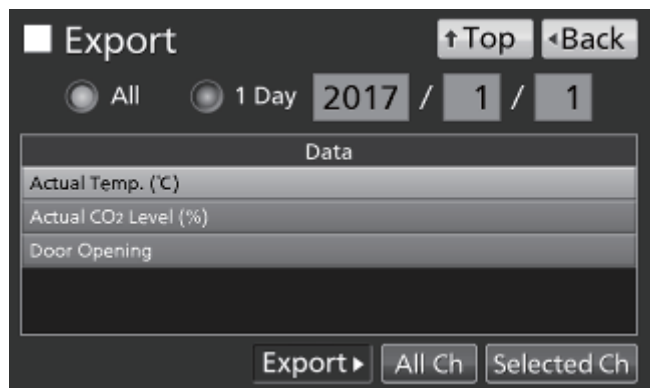 Export ↑Top ◂Back
All 1 Day 2017 / 1 / 1
Data
Actual Temp. (℃)
Actual CO2 Level (%)
Door Opening
Export▸ All Ch Selected Ch